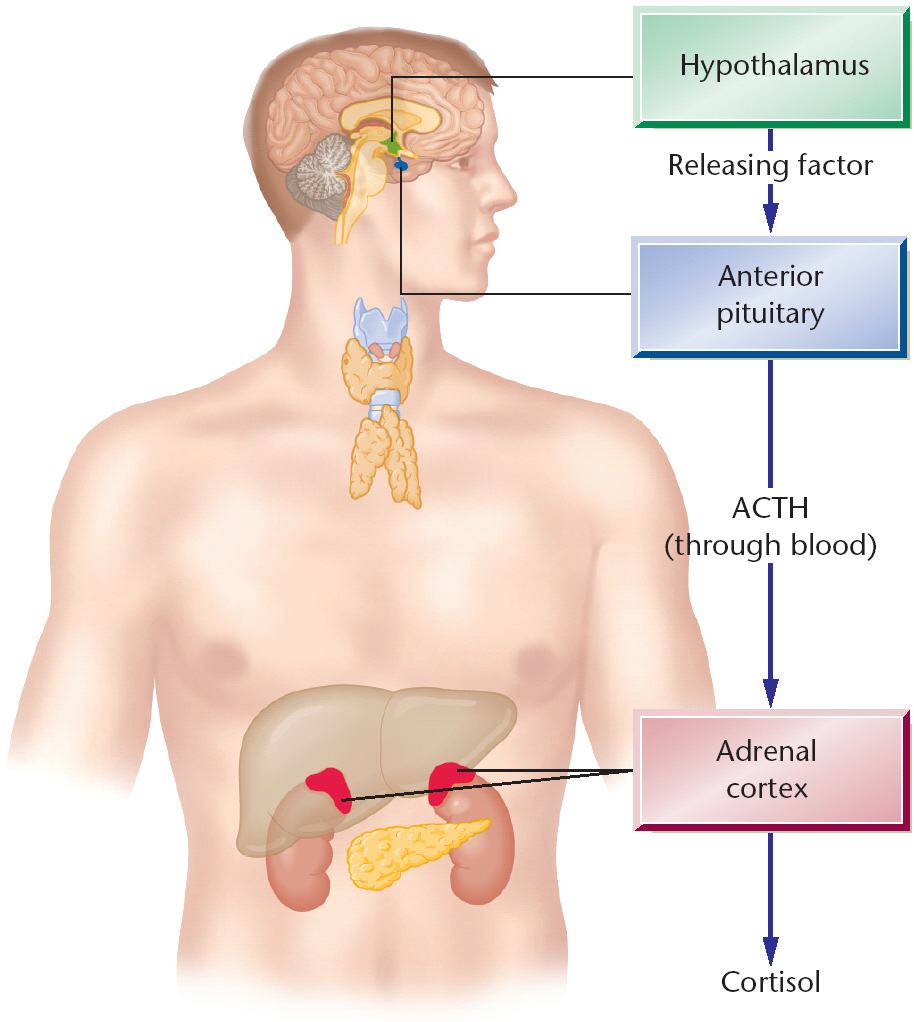 Hypothalamus
Releasing factor
Anterior
pituitary
ACTH
(through blood)
Adrenal
cortex
Cortisol